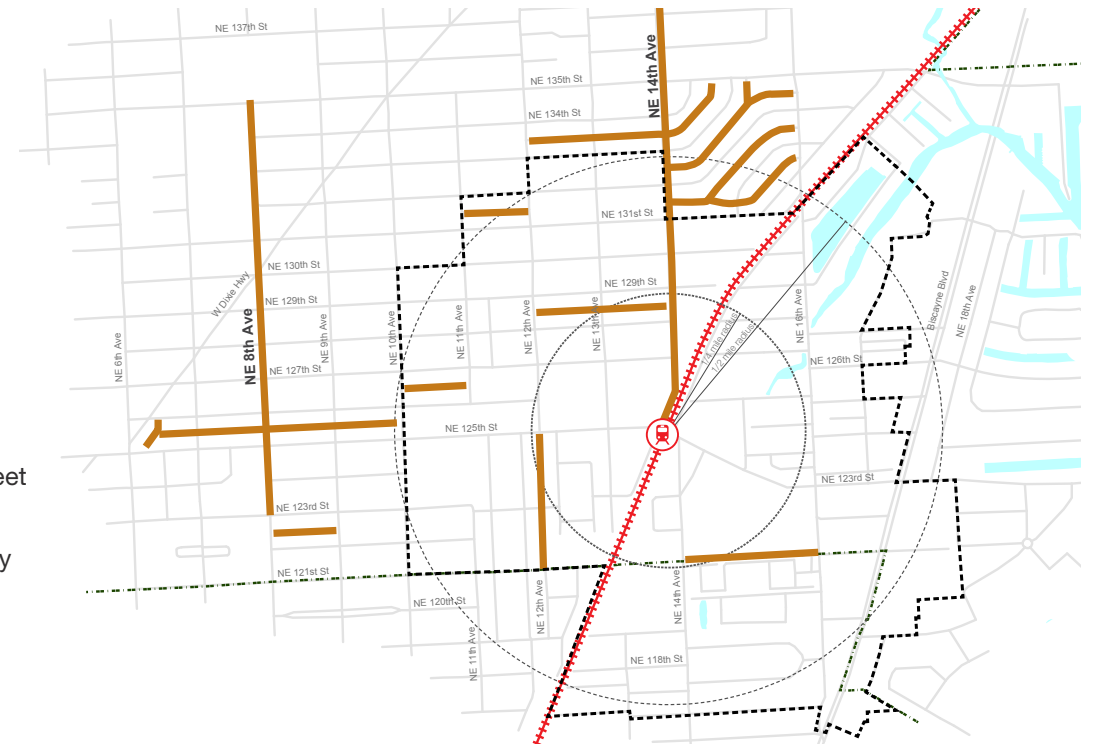 NE 137th St
NE 135th St
NE 14th Ave
NE 134th St
NE 131st St
NE 130th St
NE 129th St
NE 129th St
W Dixie Hwy
NE 6th Ave
NE 8th Ave
NE 9th Ave
NE 10th Ave
NE 11th Ave
NE 12th Ave
NE 13th Ave
1/4 mile radius
1/2 mile radius
NE 16th Ave
Biscayne Blvd
NE 18th Ave
NE 127th St
NE 126th St
NE 125th St
eet
NE 123rd St
NE 123rd St
y
NE 121st St
NE 120th St
NE 12th Ave
NE 14th Ave
NE 11th Ave
NE 118th St